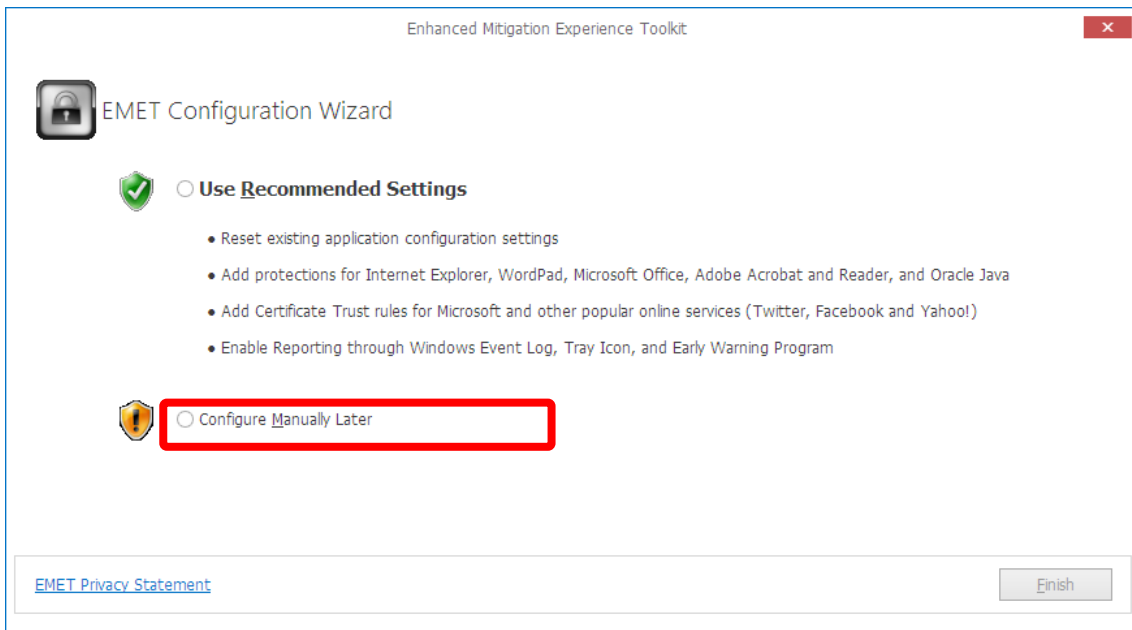 Enhanced Mitigation Experience Toolkit
EMET Configuration Wizard
Use Recommended Settings
• Reset existing application configuration settings
• Add protections for Internet Explorer, WordPad, Microsoft Office, Adobe Acrobat and Reader, and Oracle Java
• Add Certificate Trust rules for Microsoft and other popular online services (Twitter, Facebook and Yahoo!)
• Enable Reporting through Windows Event Log, Tray Icon, and Early Warning Program
Configure Manually Later
EMET Privacy Statement
Finish